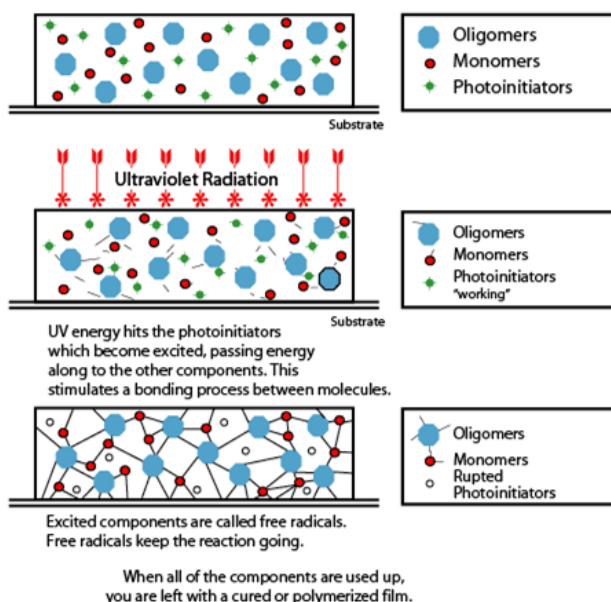 Oligomers
Monomers
Photoinitiators
Substrate
Ultraviolet Radiation
Oligomers
Monomers
Photoinitiators
"working"
Substrate
UV energy hits the photoinitiators
which become excited, passing energy
along to the other components. This
stimulates a bonding process between molecules.
Oligomers
Monomers
Rupted
Photoinitiators
Excited components are called free radicals.
Free radicals keep the reaction going.
When all of the components are used up,
you are left with a cured or polymerized film.